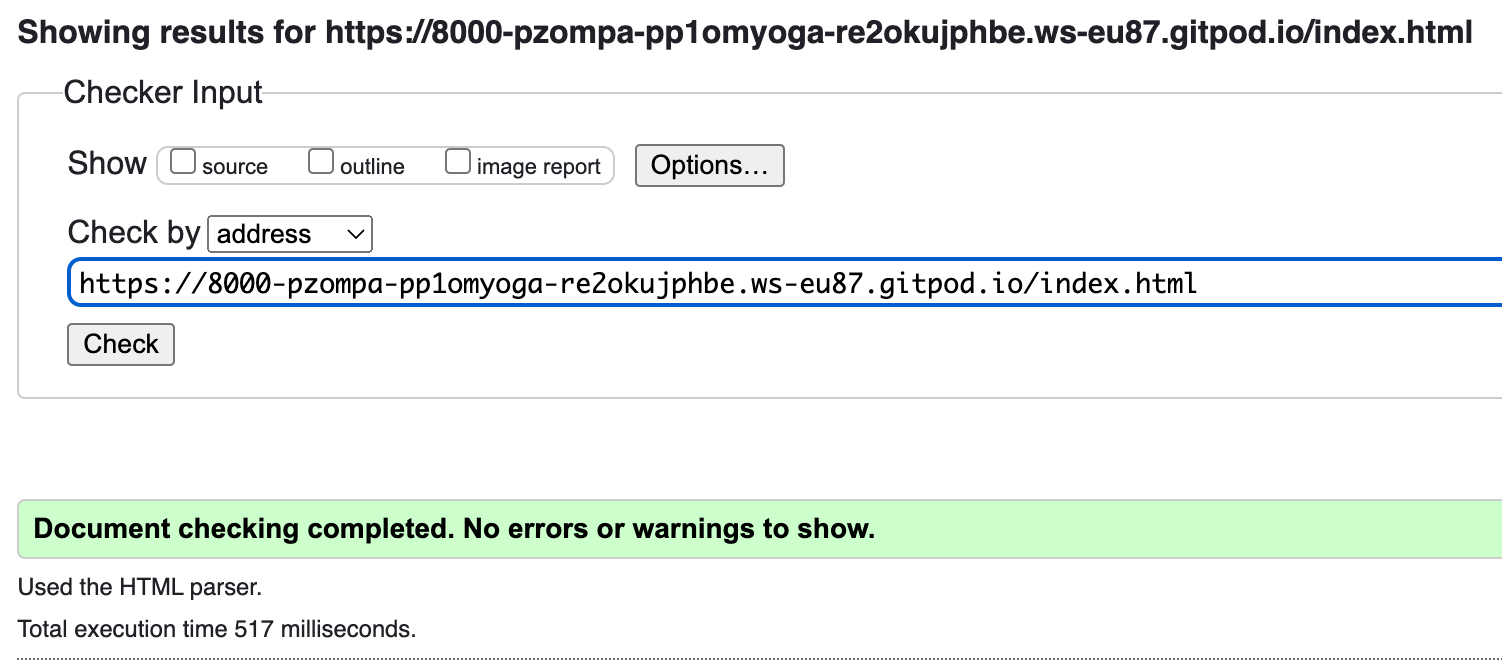 Showing results for https://8000-pzompa-pp1omyoga-re2okujphbe.ws-eu87.gitpod.io/index.html
Checker Input
Show source outline image report Options...
Check by address
https://8000-pzompa-pp1omyoga-re2okujphbe.ws-eu87.gitpod.io/index.html
Check
Document checking completed. No errors or warnings to show.
Used the HTML parser.
Total execution time 517 milliseconds.